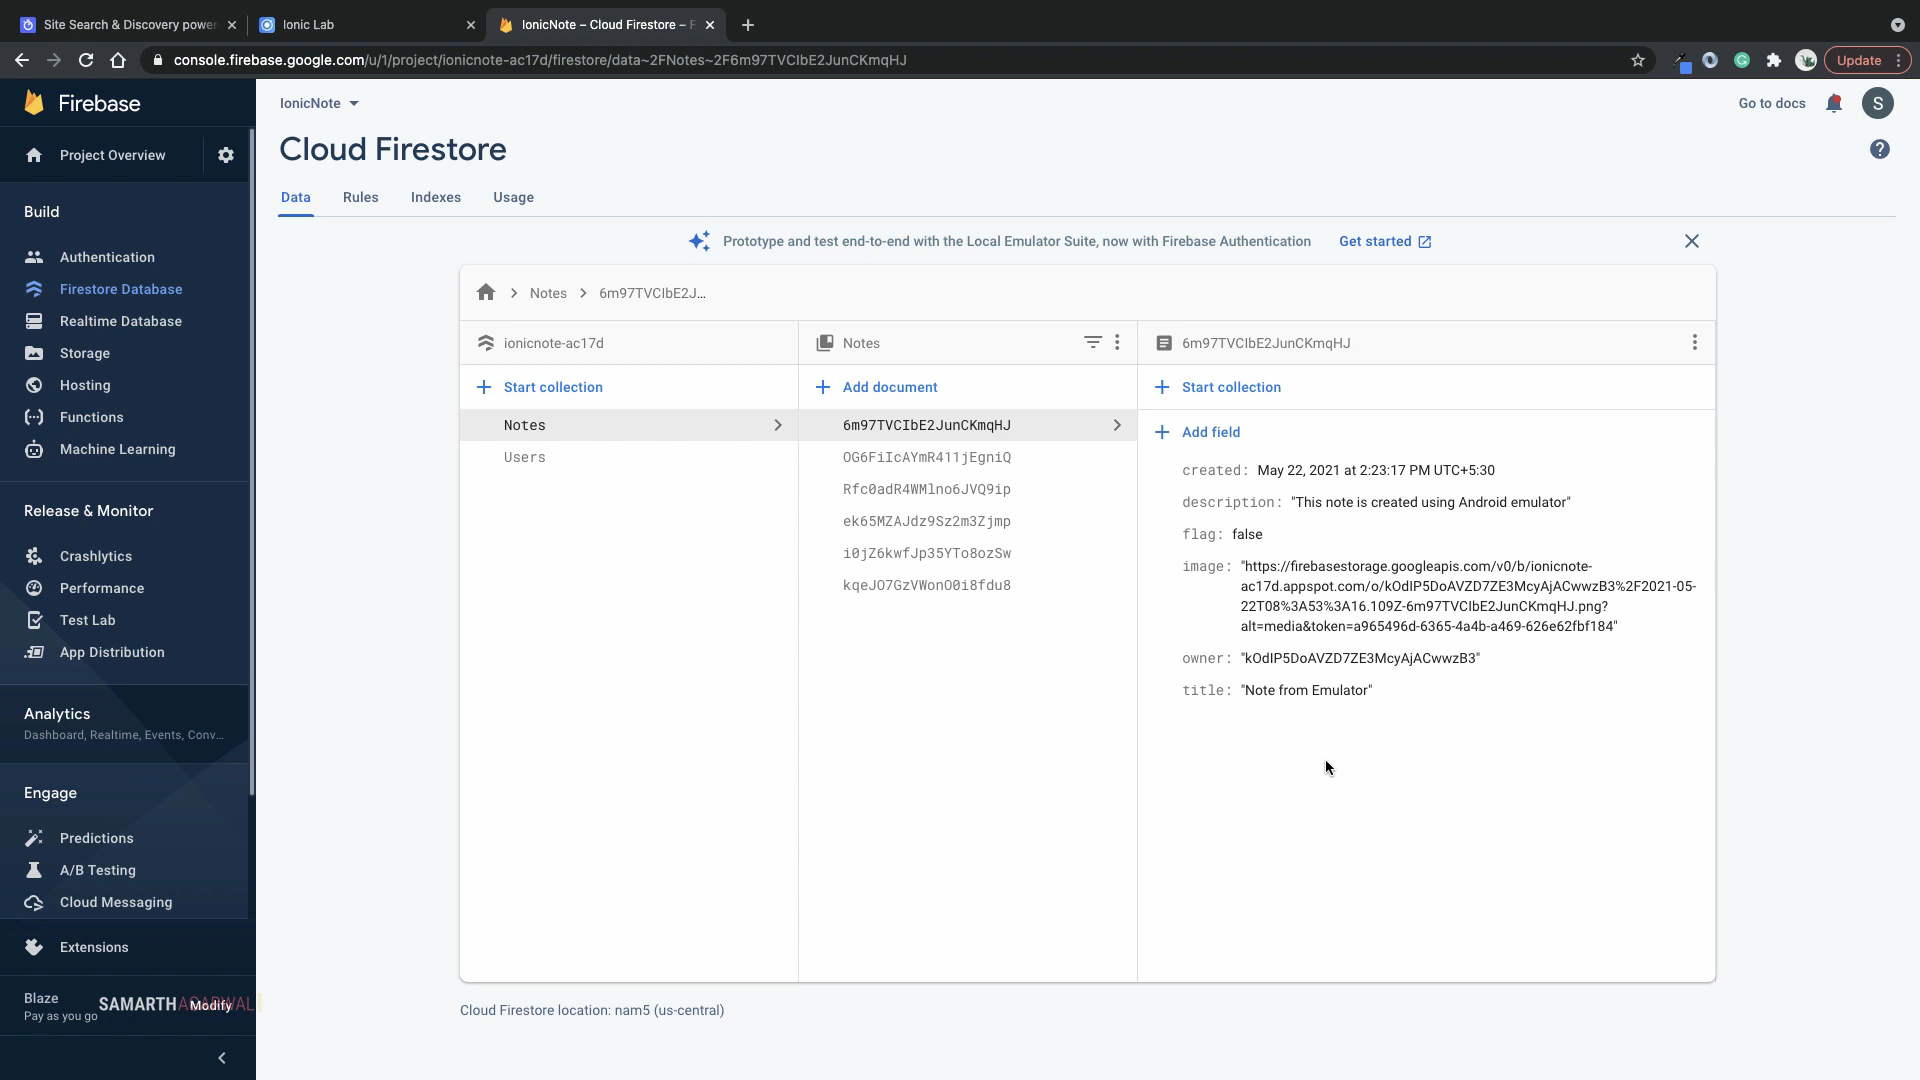 Site Search & Discovery power
Ionic Lab
IonicNote – Cloud Firestore – F
console.firebase.google.com/u/1/project/ionicnote-ac17d/firestore/data~2FNotes~2F6m97TVCIbE2JunCKmqHJ
Update
Firebase
IonicNote
Go to docs
S
Project Overview
Cloud Firestore
Data
Rules
Indexes
Usage
Build
Prototype and test end-to-end with the Local Emulator Suite, now with Firebase Authentication
Get started
Authentication
Firestore Database
Realtime Database
Storage
Hosting
Functions
Machine Learning
Release & Monitor
Crashlytics
Performance
Test Lab
App Distribution
Analytics
Dashboard, Realtime, Events, Conv...
Engage
Predictions
A/B Testing
Cloud Messaging
Extensions
Blaze
Pay as you go
SAMARTH AGARWAL
Modify
Notes
6m97TVCIbE2J...
ionicnote-ac17d
Start collection
Notes
Users
Notes
Add document
6m97TVCIbE2JunCKmqHJ
OG6FiIcAYmR411jEgniQ
Rfc0adR4WMlno6JVQ9ip
ek65MZAJdz9Sz2m3Zjmp
i0jZ6kwfJp35YTo8ozSw
kqeJO7GzVWonO0i8fdu8
6m97TVCIbE2JunCKmqHJ
Start collection
Add field
created: May 22, 2021 at 2:23:17 PM UTC+5:30
description: "This note is created using Android emulator"
flag: false
image: "https://firebasestorage.googleapis.com/v0/b/ionicnote-
ac17d.appspot.com/o/kOdIP5DoAVZD7ZE3McyAjACwwzB3%2F2021-05-
22T08%3A53%3A16.109Z-6m97TVCIbE2JunCKmqHJ.png?
alt=media&token=a965496d-6365-4a4b-a469-626e62fbf184"
owner: "kOdIP5DoAVZD7ZE3McyAjACwwzB3"
title: "Note from Emulator"
Cloud Firestore location: nam5 (us-central)